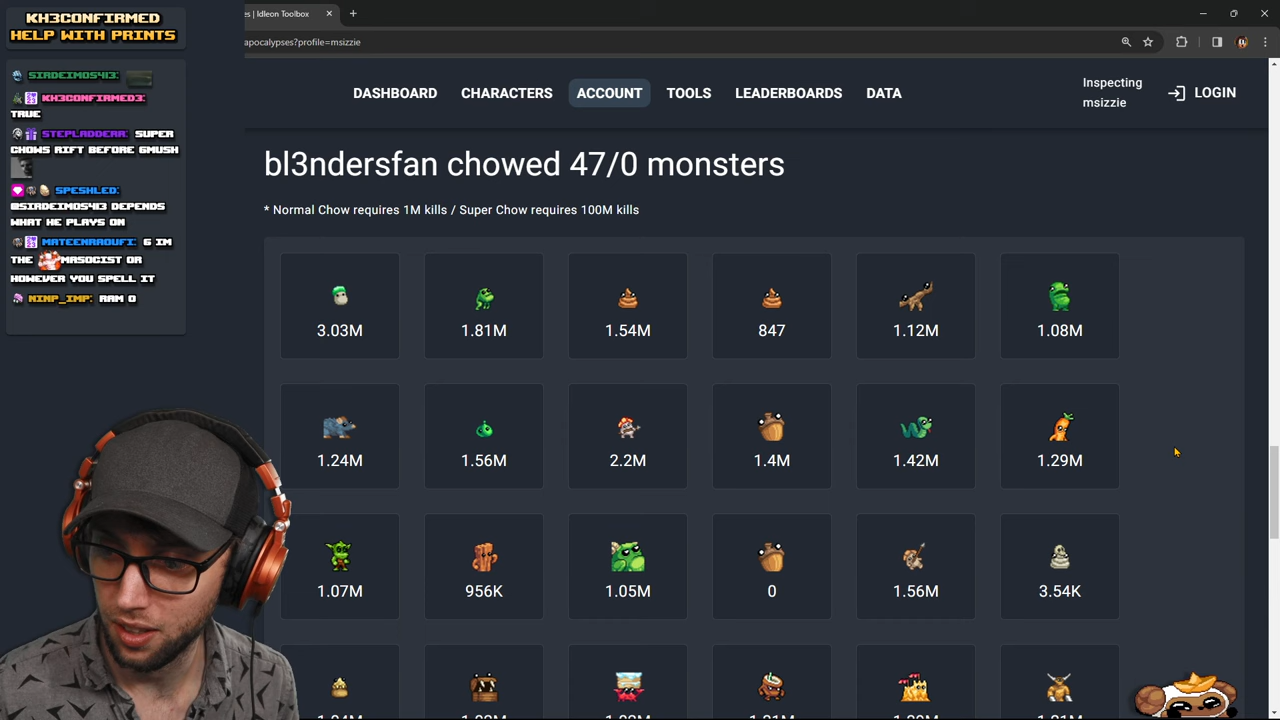 KH3CONFIRMED
HELP WITH PRINTS
es | Idleon Toolbox
apocalypses?profile=msizzie
SIRDEIMOS413:
KH3CONFIRMED3:
TRUE
STEPLADDERA: SUPER
CHOWS RIFT BEFORE GMUSH
SPESHLED:
@SIRDEIMOS413 DEPENDS
WHAT HE PLAYS ON
MATEENRAOUFI: G IM
THE MASOCIST OR
HOWEVER YOU SPELL IT
NINP_IMP: RAM 0
DASHBOARD
CHARACTERS
ACCOUNT
TOOLS
LEADERBOARDS
DATA
Inspecting
msizzie
LOGIN
bl3ndersfan chowed 47/0 monsters
* Normal Chow requires 1M kills / Super Chow requires 100M kills
3.03M
1.81M
1.54M
847
1.12M
1.08M
1.24M
1.56M
2.2M
1.4M
1.42M
1.29M
1.07M
956K
1.05M
0
1.56M
3.54K